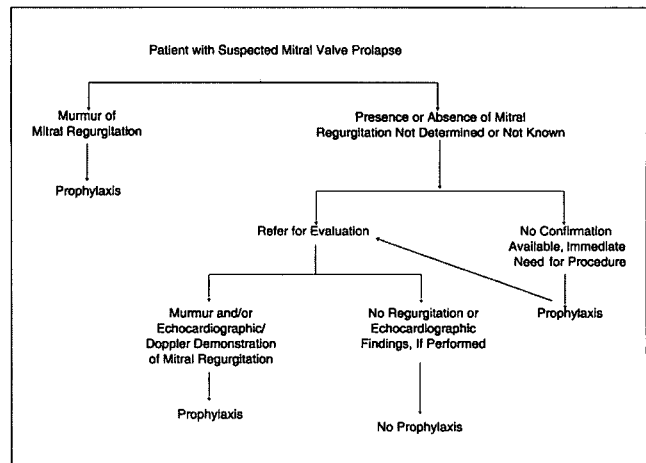 Patient with Suspected Mitral Valve Prolapse
Murmur of
Mitral Regurgitation
Presence or Absence of Mitral
Regurgitation Not Determined or Not Known
Prophylaxis
Refer for Evaluation
No Confirmation
Available, Immediate
Need for Procedure
Murmur and/or
Echocardiographic/
Doppler Demonstration
of Mitral Regurgitation
No Regurgitation or
Echocardiographic
Findings, If Performed
Prophylaxis
Prophylaxis
No Prophylaxis